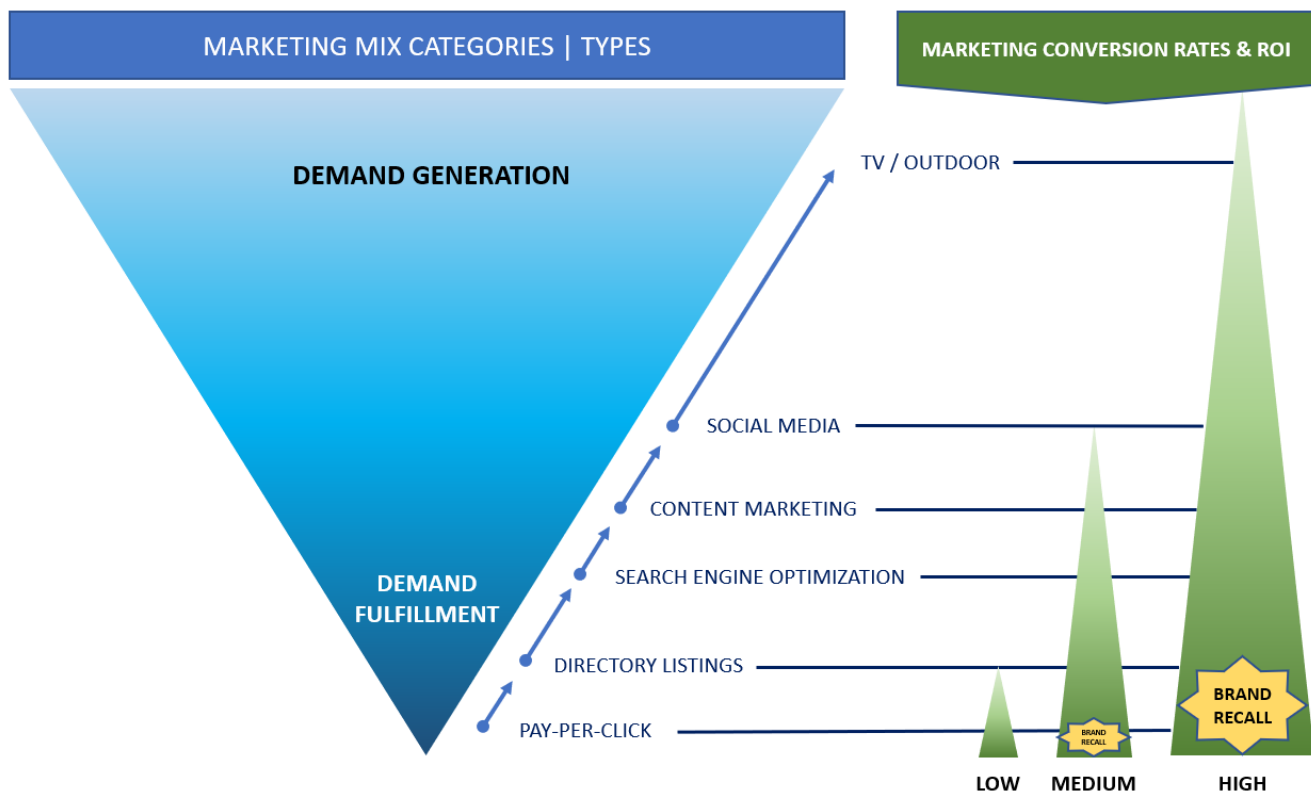 MARKETING MIX CATEGORIES | TYPES
MARKETING CONVERSION RATES & ROI
DEMAND GENERATION
TV / OUTDOOR
SOCIAL MEDIA
CONTENT MARKETING
SEARCH ENGINE OPTIMIZATION
DEMAND
FULFILLMENT
DIRECTORY LISTINGS
PAY-PER-CLICK
BRAND
RECALL
BRAND
RECALL
LOW
MEDIUM
HIGH